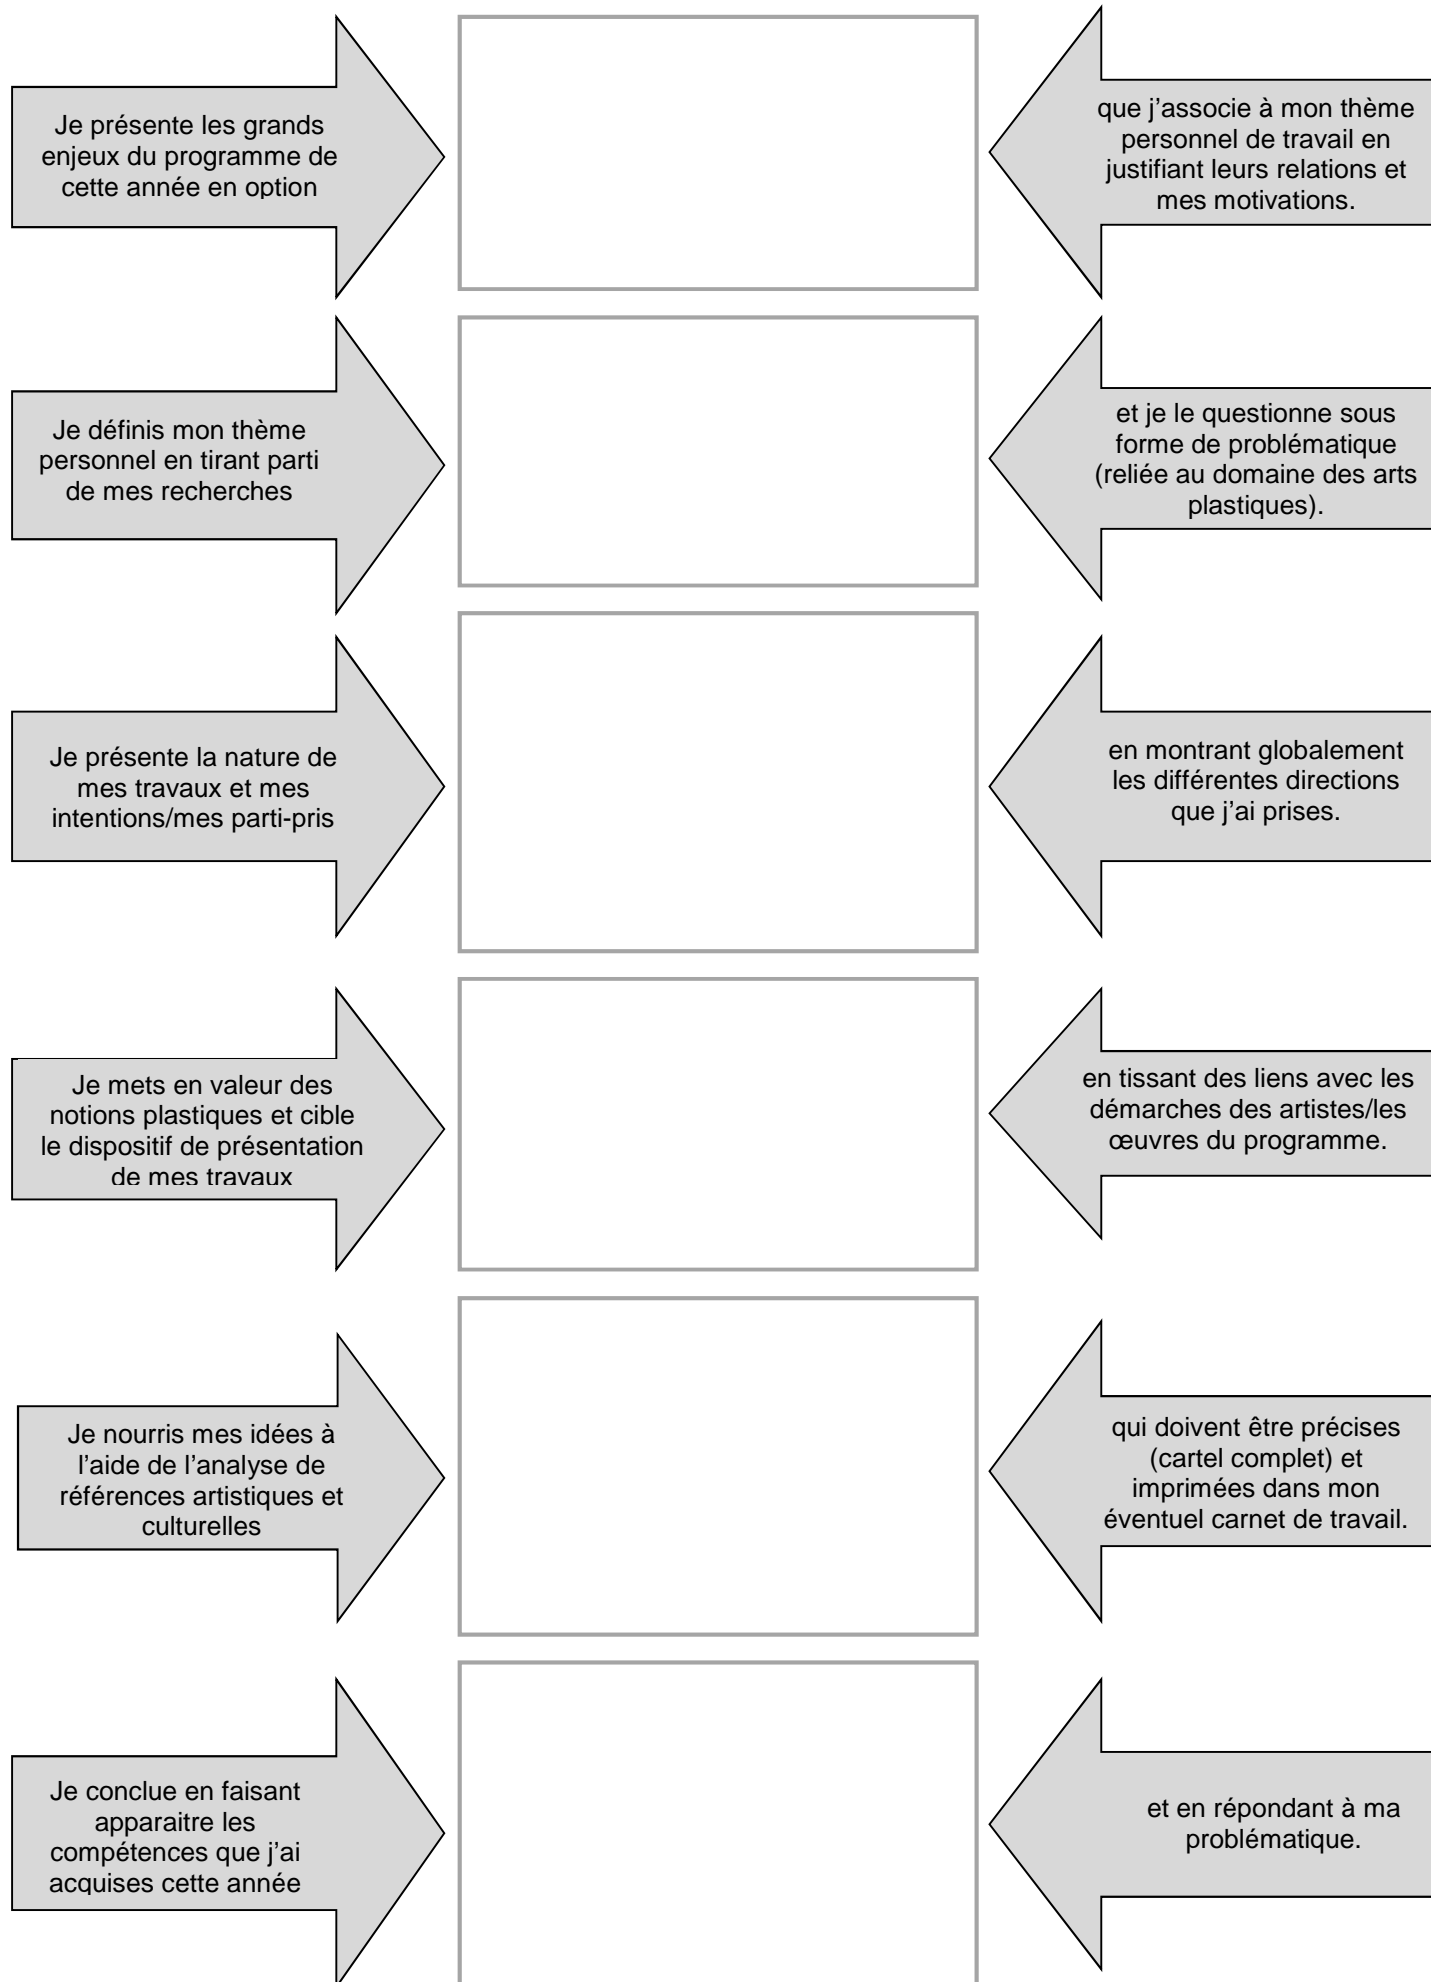 Je présente les grands
enjeux du programme de
cette année en option
que j’associe à mon thème
personnel de travail en
justifiant leurs relations et
mes motivations.
Je définis mon thème
personnel en tirant parti
de mes recherches
et je le questionne sous
forme de problématique
(reliée au domaine des arts
plastiques).
Je présente la nature de
mes travaux et mes
intentions/mes parti-pris
en montrant globalement
les différentes directions
que j’ai prises.
Je mets en valeur des
notions plastiques et cible
le dispositif de présentation
de mes travaux
en tissant des liens avec les
démarches des artistes/les
œuvres du programme.
Je nourris mes idées à
l’aide de l’analyse de
références artistiques et
culturelles
qui doivent être précises
(cartel complet) et
imprimées dans mon
éventuel carnet de travail.
Je conclue en faisant
apparaitre les
compétences que j’ai
acquises cette année
et en répondant à ma
problématique.